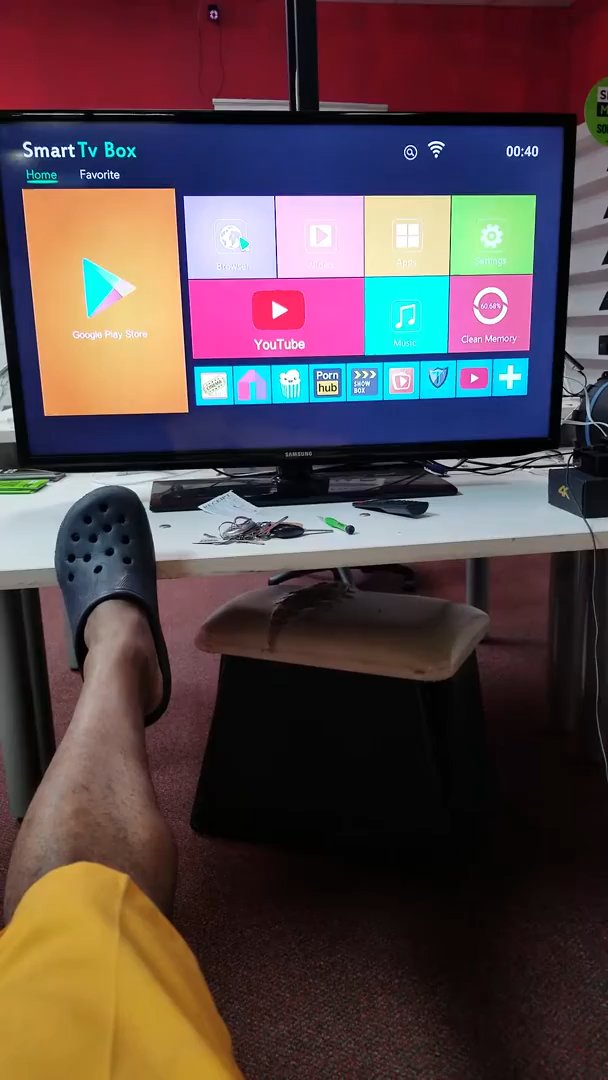 Smart Tv Box
00:40
Home
Favorite
Browser
Apps
Settings
Google Play Store
YouTube
Music
60.68%
Clean Memory
Porn
hub
SHOW
BOX
SAMSUNG
4K